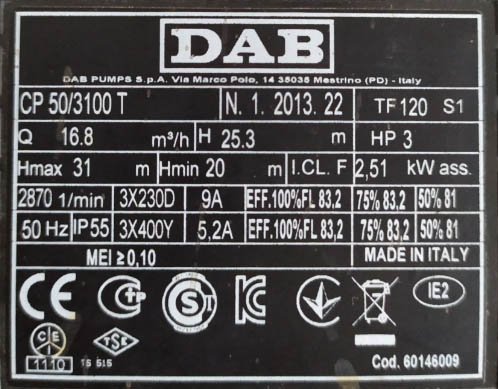 DAB
DAB PUMPS S.p.A. Via Marco Polo, 14 35035 Mestrino (PD) - Italy
CP 50/3100 T N. 1. 2013. 22 TF 120 S1
Q 16.8 m³/h H 25.3 m HP 3
Hmax 31 m Hmin 20 m I.CL. F 2,51 kW ass.
2870 1/min 3X230D 9A EFF.100%FL 83,2 75% 83,2 50% 81
50 Hz IP55 3X400Y 5,2A EFF.100%FL 83,2 75% 83,2 50% 81
MEI ≥ 0,10 MADE IN ITALY
CE IE2
TSE
1110 15 515 Cod. 60146009